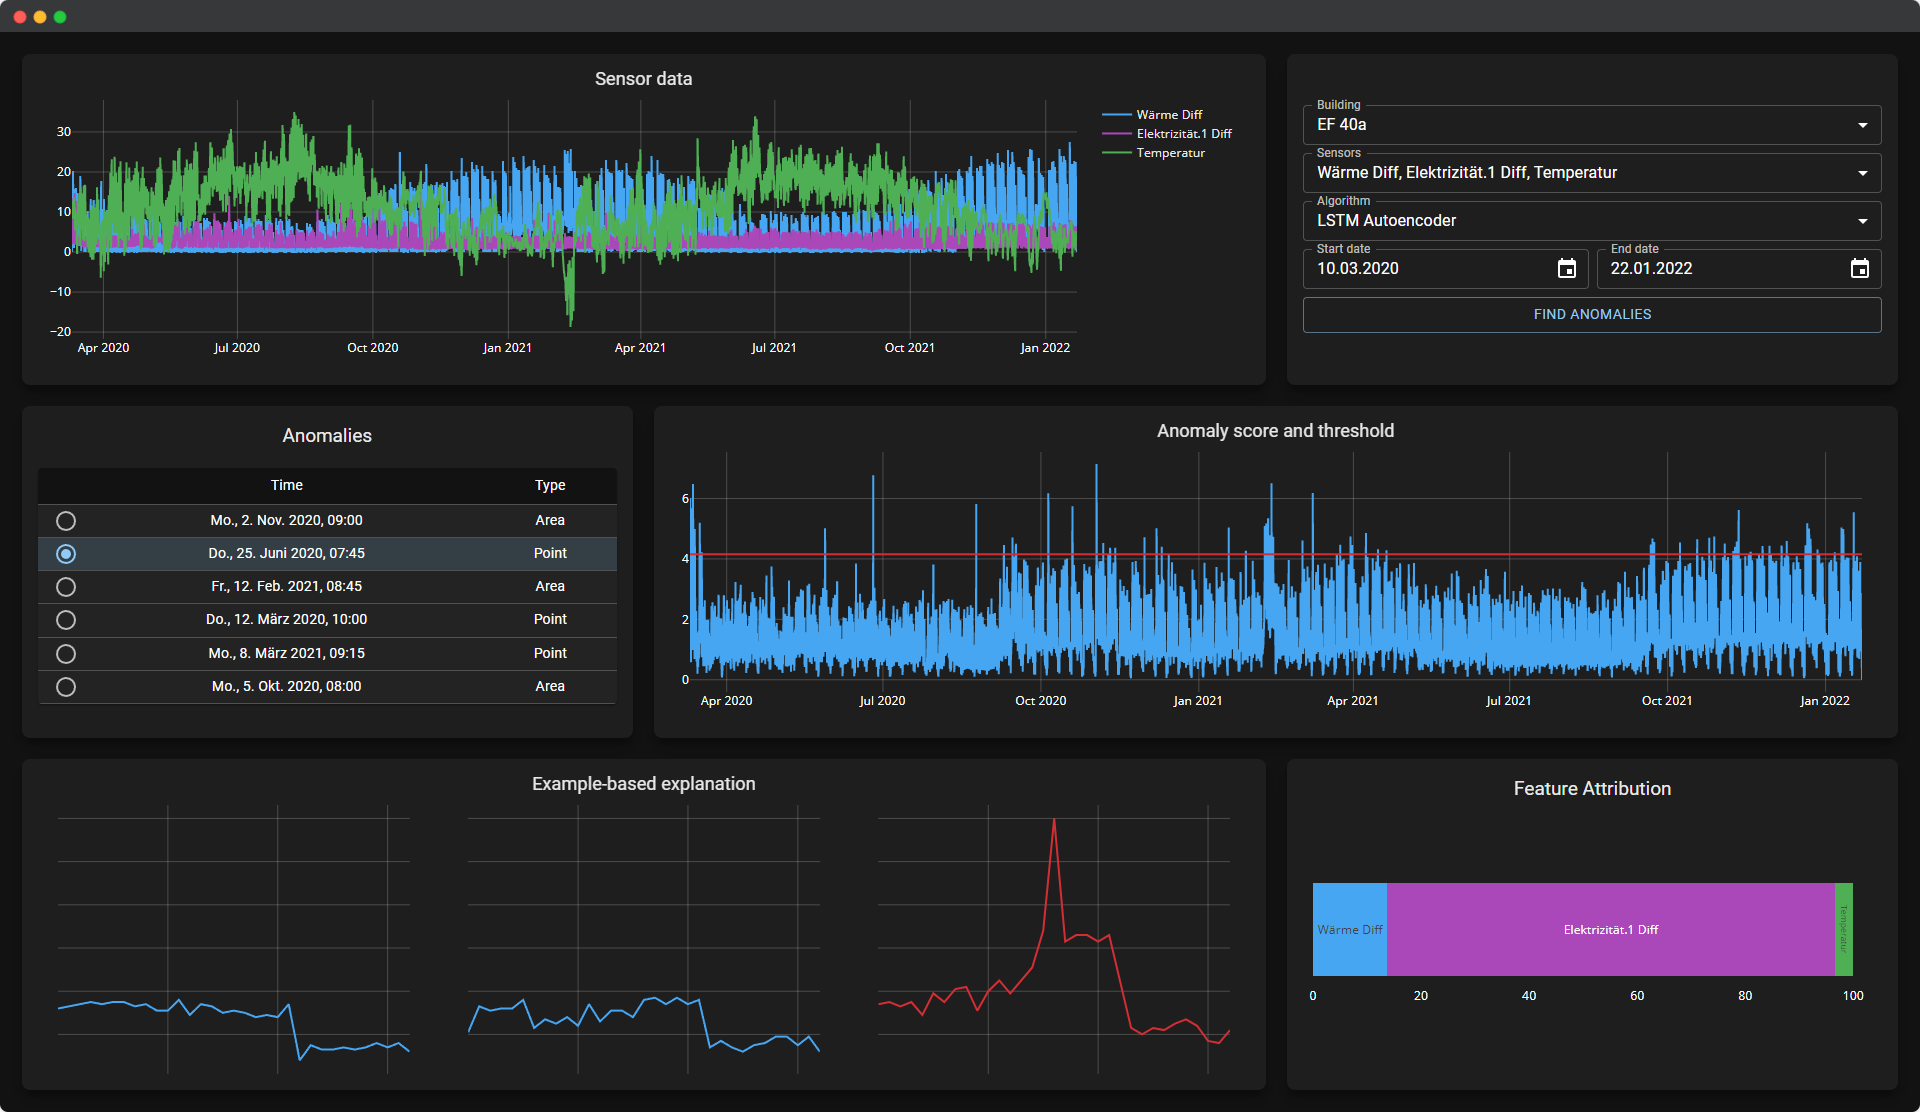 Sensor data
30
20
10
0
−10
−20
Apr 2020
Jul 2020
Oct 2020
Jan 2021
Apr 2021
Jul 2021
Oct 2021
Jan 2022
Wärme Diff
Elektrizität.1 Diff
Temperatur
Building
EF 40a
Sensors
Wärme Diff, Elektrizität.1 Diff, Temperatur
Algorithm
LSTM Autoencoder
Start date
10.03.2020
End date
22.01.2022
FIND ANOMALIES
Anomalies
Time Type
Mo., 2. Nov. 2020, 09:00 Area
Do., 25. Juni 2020, 07:45 Point
Fr., 12. Feb. 2021, 08:45 Area
Do., 12. März 2020, 10:00 Point
Mo., 8. März 2021, 09:15 Point
Mo., 5. Okt. 2020, 08:00 Area
Anomaly score and threshold
6
4
2
0
Apr 2020
Jul 2020
Oct 2020
Jan 2021
Apr 2021
Jul 2021
Oct 2021
Jan 2022
Example-based explanation
Feature Attribution
Wärme Diff
Elektrizität.1 Diff
Temperatur
0
20
40
60
80
100